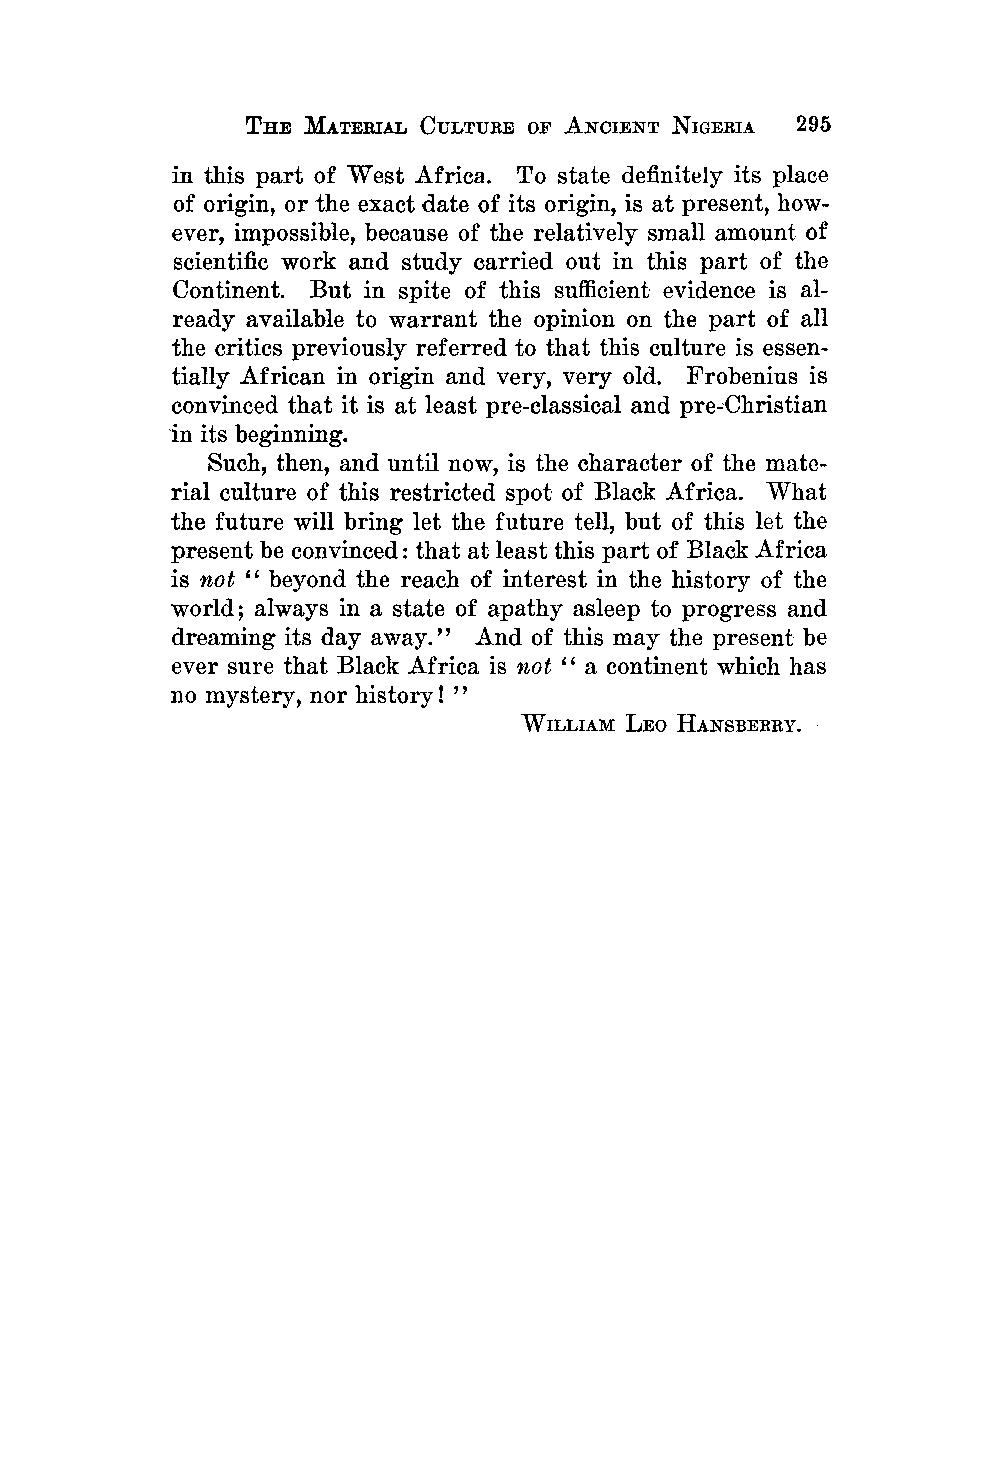 THE MATERIAL CULTURE OF ANCIENT NIGERIA 295
in this part of West Africa. To state definitely its place
of origin, or the exact date of its origin, is at present, how-
ever, impossible, because of the relatively small amount of
scientific work and study carried out in this part of the
Continent. But in spite of this sufficient evidence is al-
ready available to warrant the opinion on the part of all
the critics previously referred to that this culture is essen-
tially African in origin and very, very old. Frobenius is
convinced that it is at least pre-classical and pre-Christian
in its beginning.
Such, then, and until now, is the character of the mate-
rial culture of this restricted spot of Black Africa. What
the future will bring let the future tell, but of this let the
present be convinced: that at least this part of Black Africa
is not “ beyond the reach of interest in the history of the
world; always in a state of apathy asleep to progress and
dreaming its day away.” And of this may the present be
ever sure that Black Africa is not “ a continent which has
no mystery, nor history! ”
WILLIAM LEO HANSBERRY.